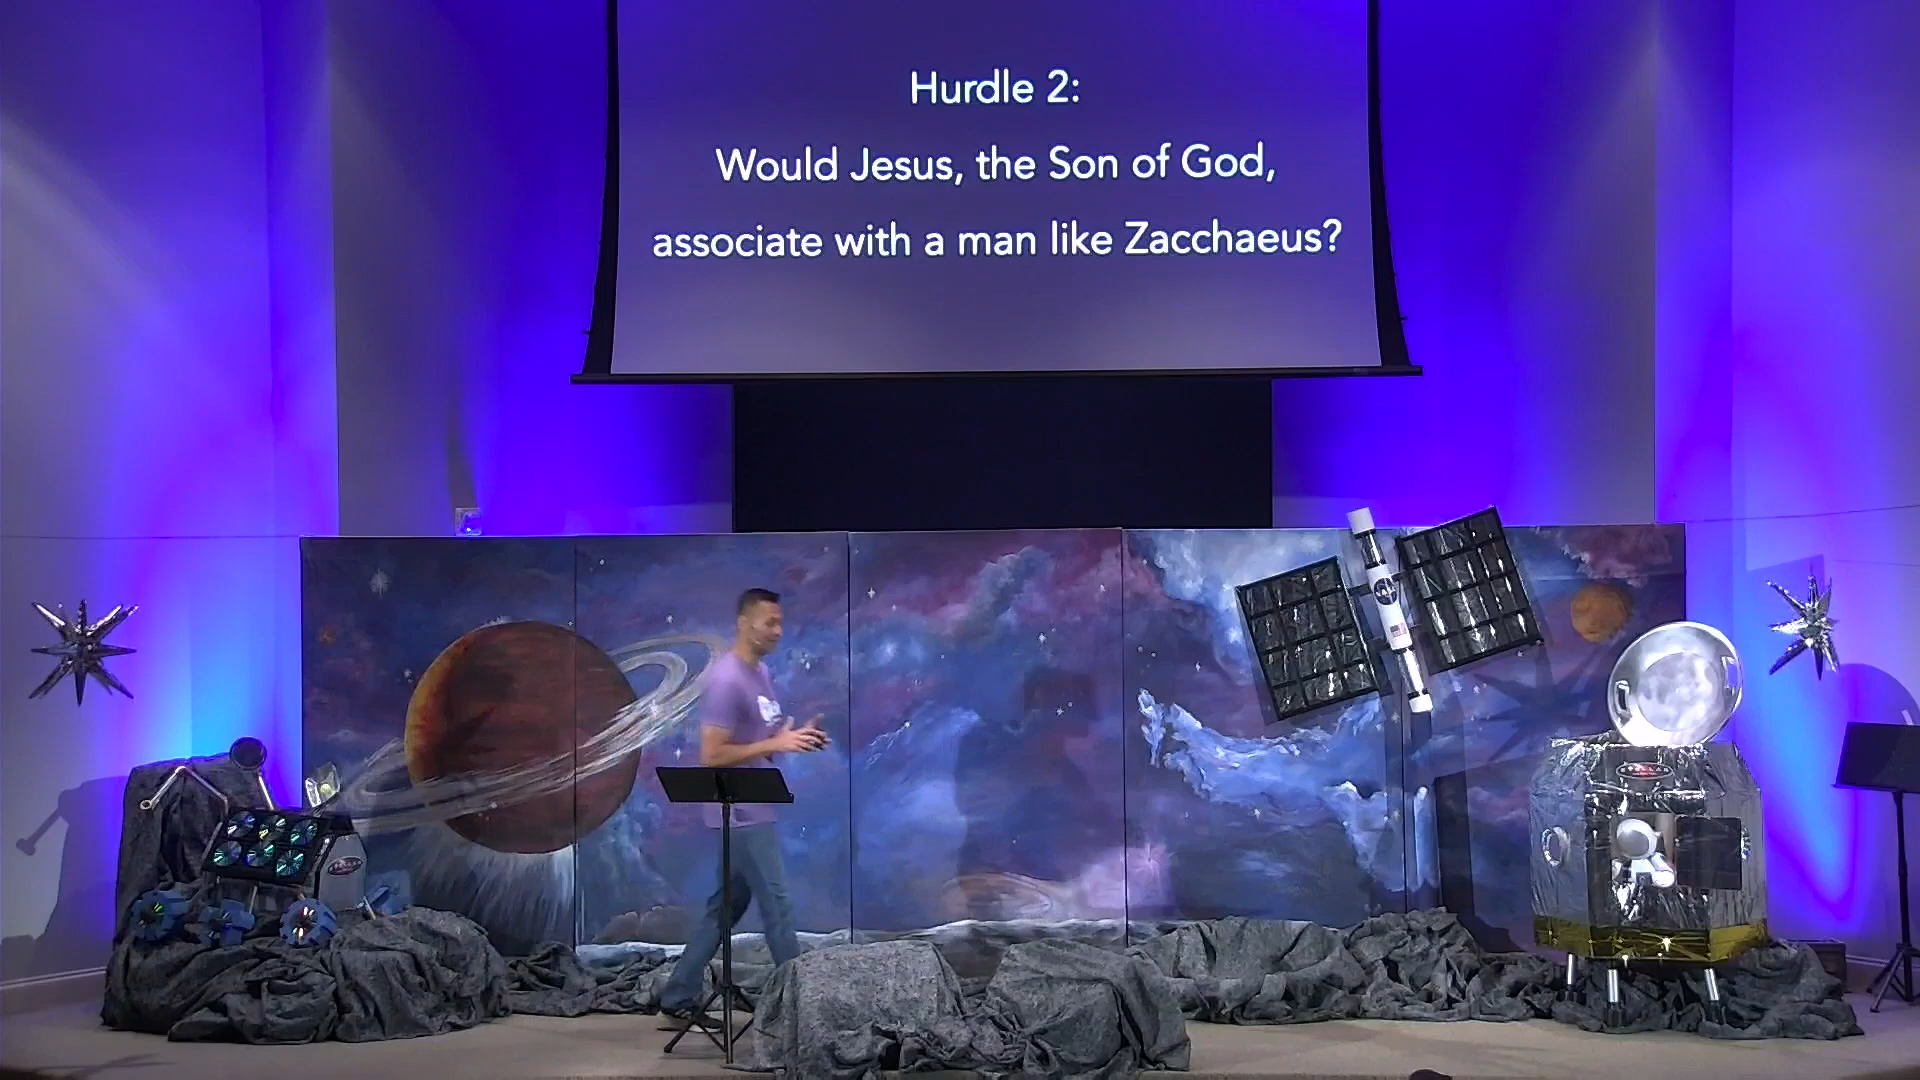 Hurdle 2:
Would Jesus, the Son of God,
associate with a man like Zacchaeus?